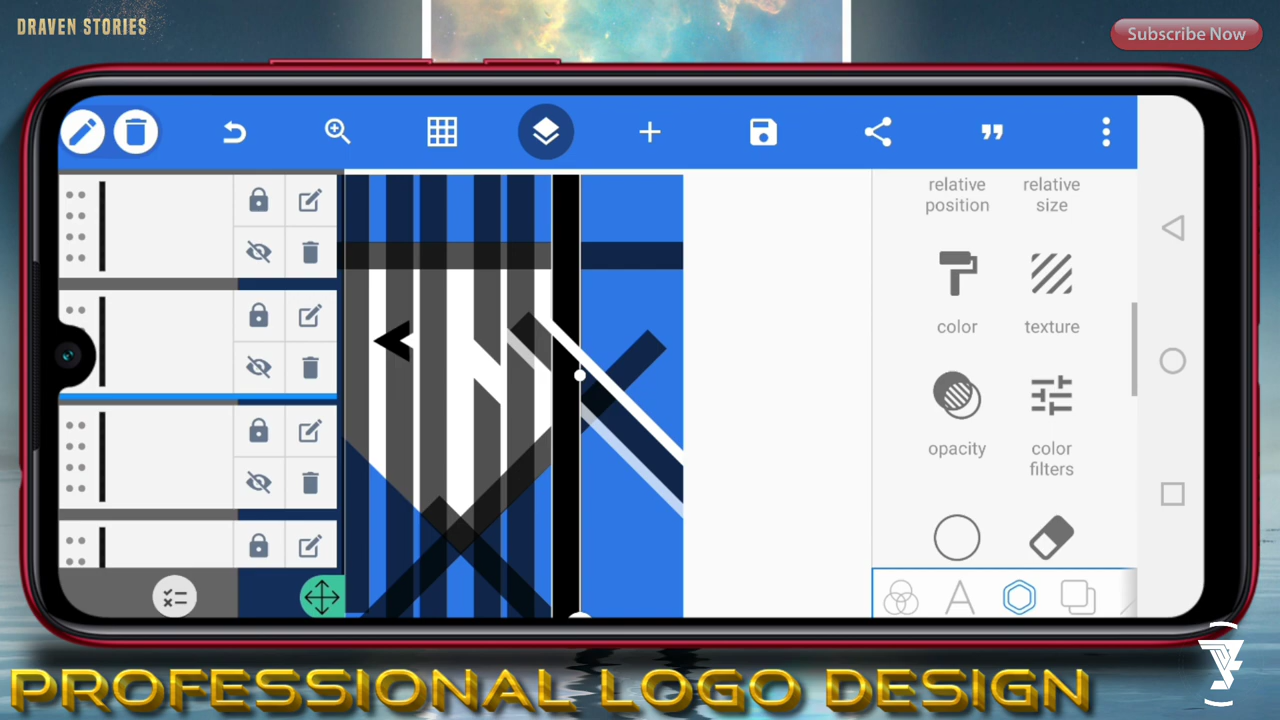 DRAVEN STORIES
Subscribe Now
relative position
relative size
color
texture
opacity
color filters
PROFESSIONAL LOGO DESIGN